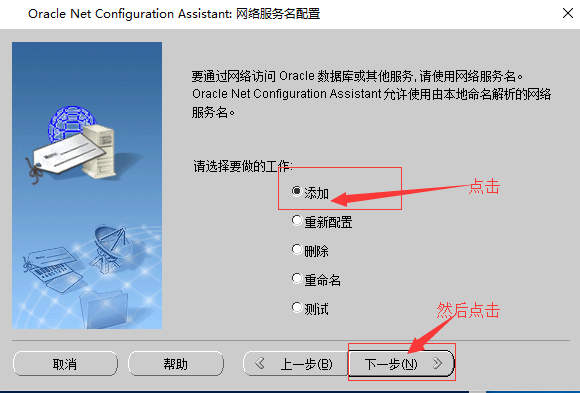 Oracle Net Configuration Assistant: 网络服务名配置
要通过网络访问 Oracle 数据库或其他服务, 请使用网络服务名。
Oracle Net Configuration Assistant 允许使用由本地命名解析的网络
服务名。
请选择要做的工作:
添加
点击
重新配置
删除
重命名
测试
然后点击
取消
帮助
上一步(B)
下一步(N)